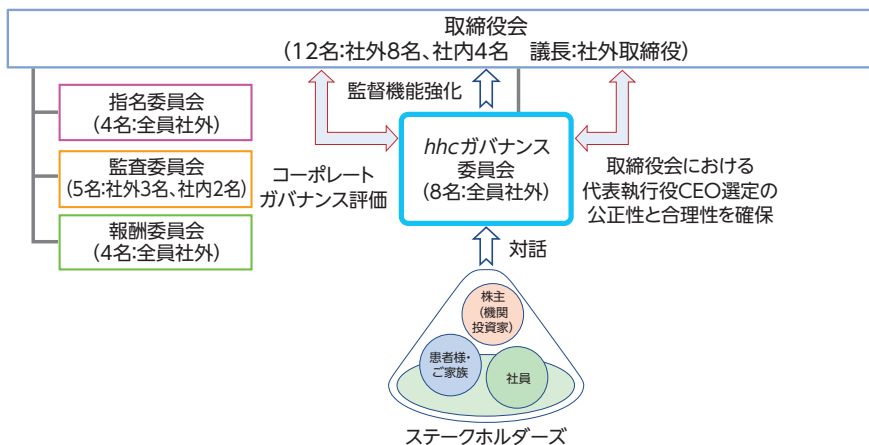 取締役会
(12名:社外8名、社内4名　議長:社外取締役)
監督機能強化
指名委員会
(4名:全員社外)
監査委員会
(5名:社外3名、社内2名)
報酬委員会
(4名:全員社外)
コーポレート
ガバナンス評価
hhcガバナンス
委員会
(8名:全員社外)
取締役会における
代表執行役CEO選定の
公正性と合理性を確保
対話
株主
(機関
投資家)
患者様・
ご家族
社員
ステークホルダーズ